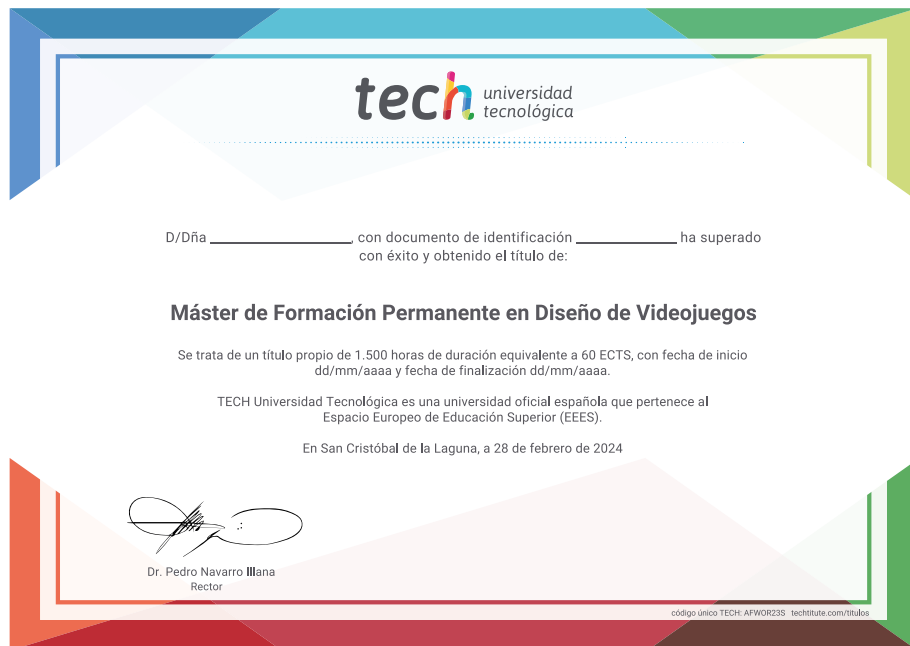 tech universidad
tecnológica
D/Dña ______________, con documento de identificación __________ ha superado
con éxito y obtenido el título de:
Máster de Formación Permanente en Diseño de Videojuegos
Se trata de un título propio de 1.500 horas de duración equivalente a 60 ECTS, con fecha de inicio
dd/mm/aaaa y fecha de finalización dd/mm/aaaa.
TECH Universidad Tecnológica es una universidad oficial española que pertenece al
Espacio Europeo de Educación Superior (EEES).
En San Cristóbal de la Laguna, a 28 de febrero de 2024
Dr. Pedro Navarro Illana
Rector
código único TECH: AFWOR23S techtitute.com/titulos